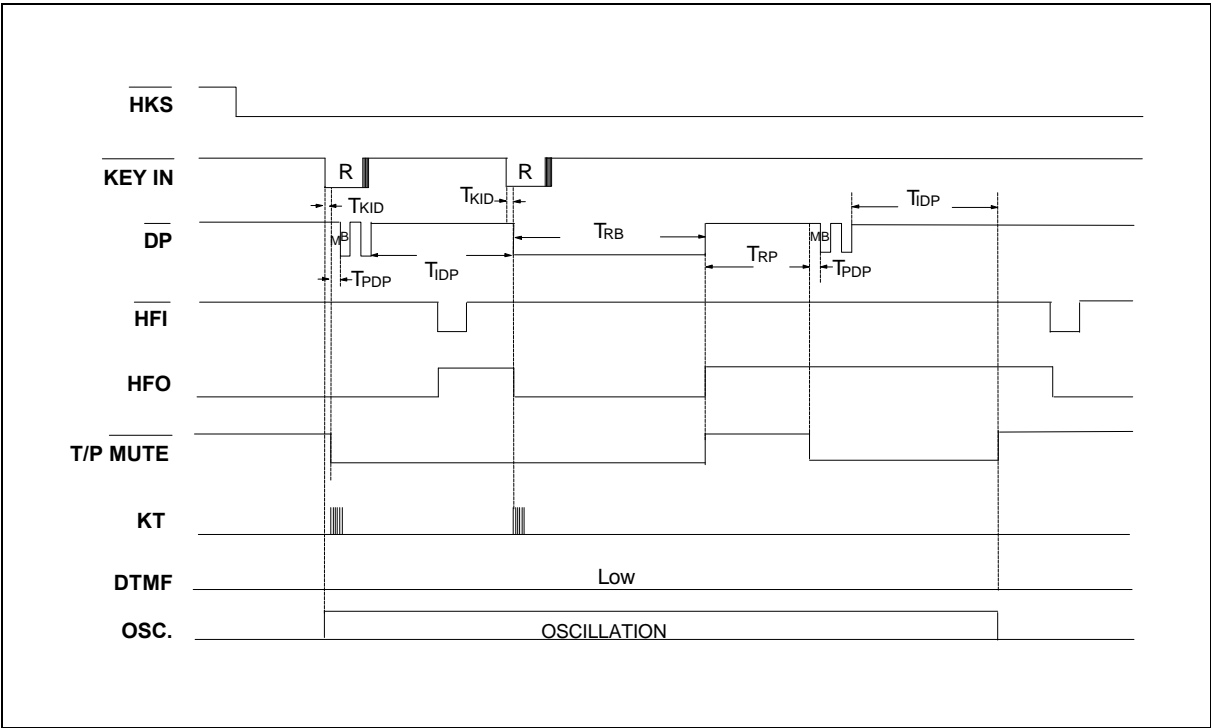 HKS
KEY IN
R
R
TKID
TKID
TIDP
DP
MB
TRB
MB
TIDP
TRP
TPDP
TPDP
HFI
HFO
T/P MUTE
KT
DTMF
Low
OSC.
OSCILLATION